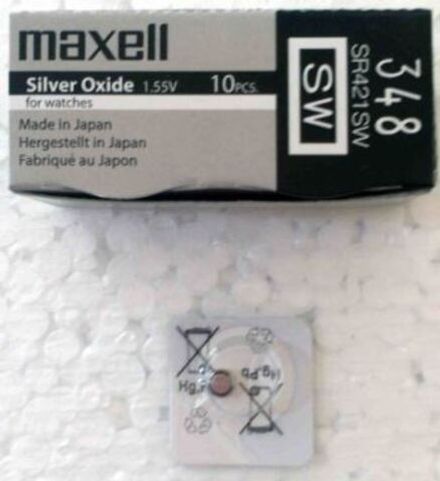 maxell
Silver Oxide 1.55V 10PCS.
for watches
Made in Japan
Hergestellt in Japan
Fabriqué au Japon
SW
SR421SW
348
Hg,Pb